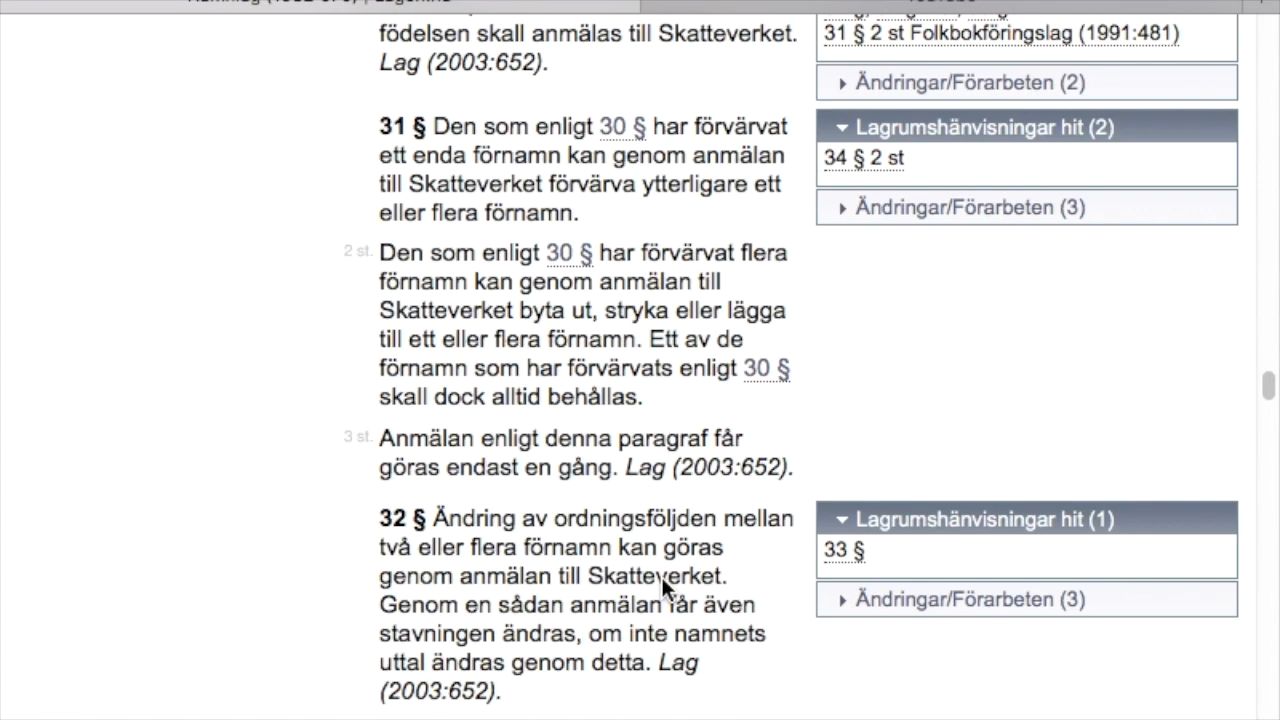 födelsen skall anmälas till Skatteverket.
Lag (2003:652).
31 § Den som enligt 30 § har förvärvat
ett enda förnamn kan genom anmälan
till Skatteverket förvärva ytterligare ett
eller flera förnamn.
2 st. Den som enligt 30 § har förvärvat flera
förnamn kan genom anmälan till
Skatteverket byta ut, stryka eller lägga
till ett eller flera förnamn. Ett av de
förnamn som har förvärvats enligt 30 §
skall dock alltid behållas.
3 st. Anmälan enligt denna paragraf får
göras endast en gång. Lag (2003:652).
32 § Ändring av ordningsföljden mellan
två eller flera förnamn kan göras
genom anmälan till Skatteverket.
Genom en sådan anmälan får även
stavningen ändras, om inte namnets
uttal ändras genom detta. Lag
(2003:652).
31 § 2 st Folkbokföringslag (1991:481)
Ändringar/Förarbeten (2)
Lagrumshänvisningar hit (2)
34 § 2 st
Ändringar/Förarbeten (3)
Lagrumshänvisningar hit (1)
33 §
Ändringar/Förarbeten (3)